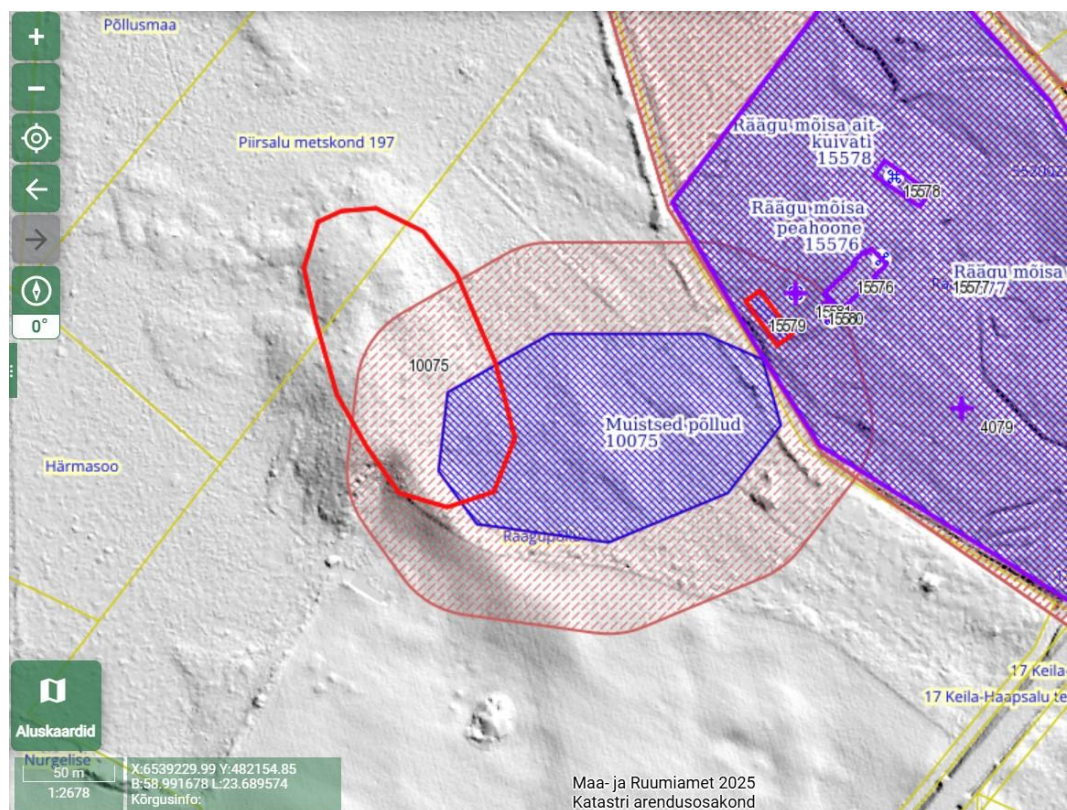 Põllusmaa
Piirsalu metskond 197
Räägu mõisa ait-
kuivati
15578
15578
Räägu mõisa
peahoone
15576
15576
Räägu mõisa
15577
15579
15580
10075
Muistsed põllud
10075
4079
Härmasoo
Räägupõllu
17 Keila-
17 Keila-Haapsalu te
+
−
0°
Aluskaardid
Nurgelise
50 m
1:2678
X:6539229.99 Y:482154.85
B:58.991678 L:23.689574
Kõrgusinfo:
Maa- ja Ruumiamet 2025
Katastri arendusosakond